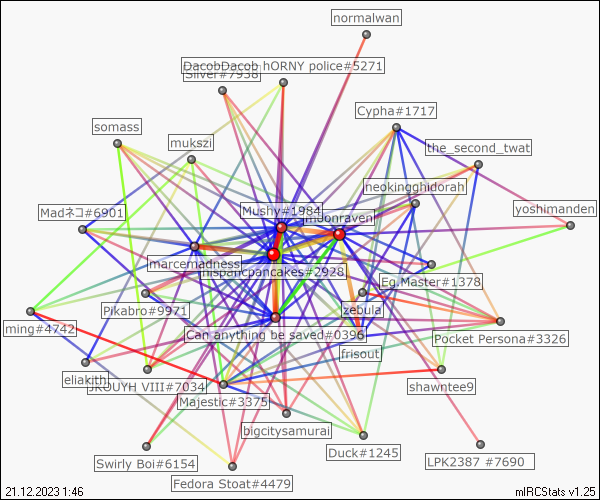 normalwan
DacobDacob hORNY police#5271
Silver#7938
Cypha#1717
somass
mukszi
the_second_twat
neokingghidorah
Madネコ#6901
Mushy#1984
moonraven
yoshimanden
marcemadness
hispanicpancakes#2928
Eg.Master#1378
Pikabro#9971
zebula
ming#4742
Can anything be saved#0396
Pocket Persona#3326
frisout
eliakith
JKOUYH VIII#7034
shawntee9
Majestic#3375
bigcitysamurai
Duck#1245
Swirly Boi#6154
LPK2387 #7690
Fedora Stoat#4479
21.12.2023 1:46
mIRCStats v1.25